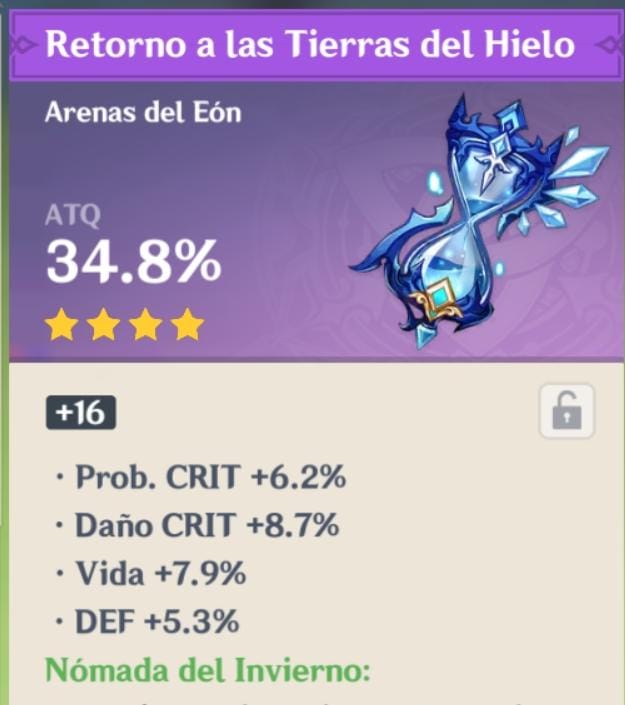 Retorno a las Tierras del Hielo
Arenas del Eón
ATQ
34.8%
+16
· Prob. CRIT +6.2%
· Daño CRIT +8.7%
· Vida +7.9%
· DEF +5.3%
Nómada del Invierno: